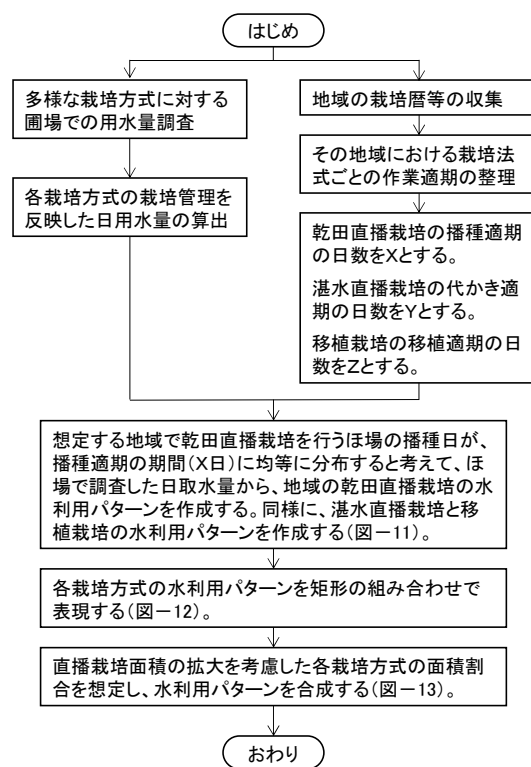 はじめ
多様な栽培方式に対する
圃場での用水量調査
各栽培方式の栽培管理を
反映した日用水量の算出
地域の栽培暦等の収集
その地域における栽培法
式ごとの作業適期の整理
乾田直播栽培の播種適期
の日数をXとする。
湛水直播栽培の代かき適
期の日数をYとする。
移植栽培の移植適期の日
数をZとする。
想定する地域で乾田直播栽培を行うほ場の播種日が、
播種適期の期間(X日)に均等に分布すると考えて、ほ
場で調査した日取水量から、地域の乾田直播栽培の水
利用パターンを作成する。同様に、湛水直播栽培と移
植栽培の水利用パターンを作成する(図-11)。
各栽培方式の水利用パターンを矩形の組み合わせで
表現する(図-12)。
直播栽培面積の拡大を考慮した各栽培方式の面積割
合を想定し、水利用パターンを合成する(図-13)。
おわり